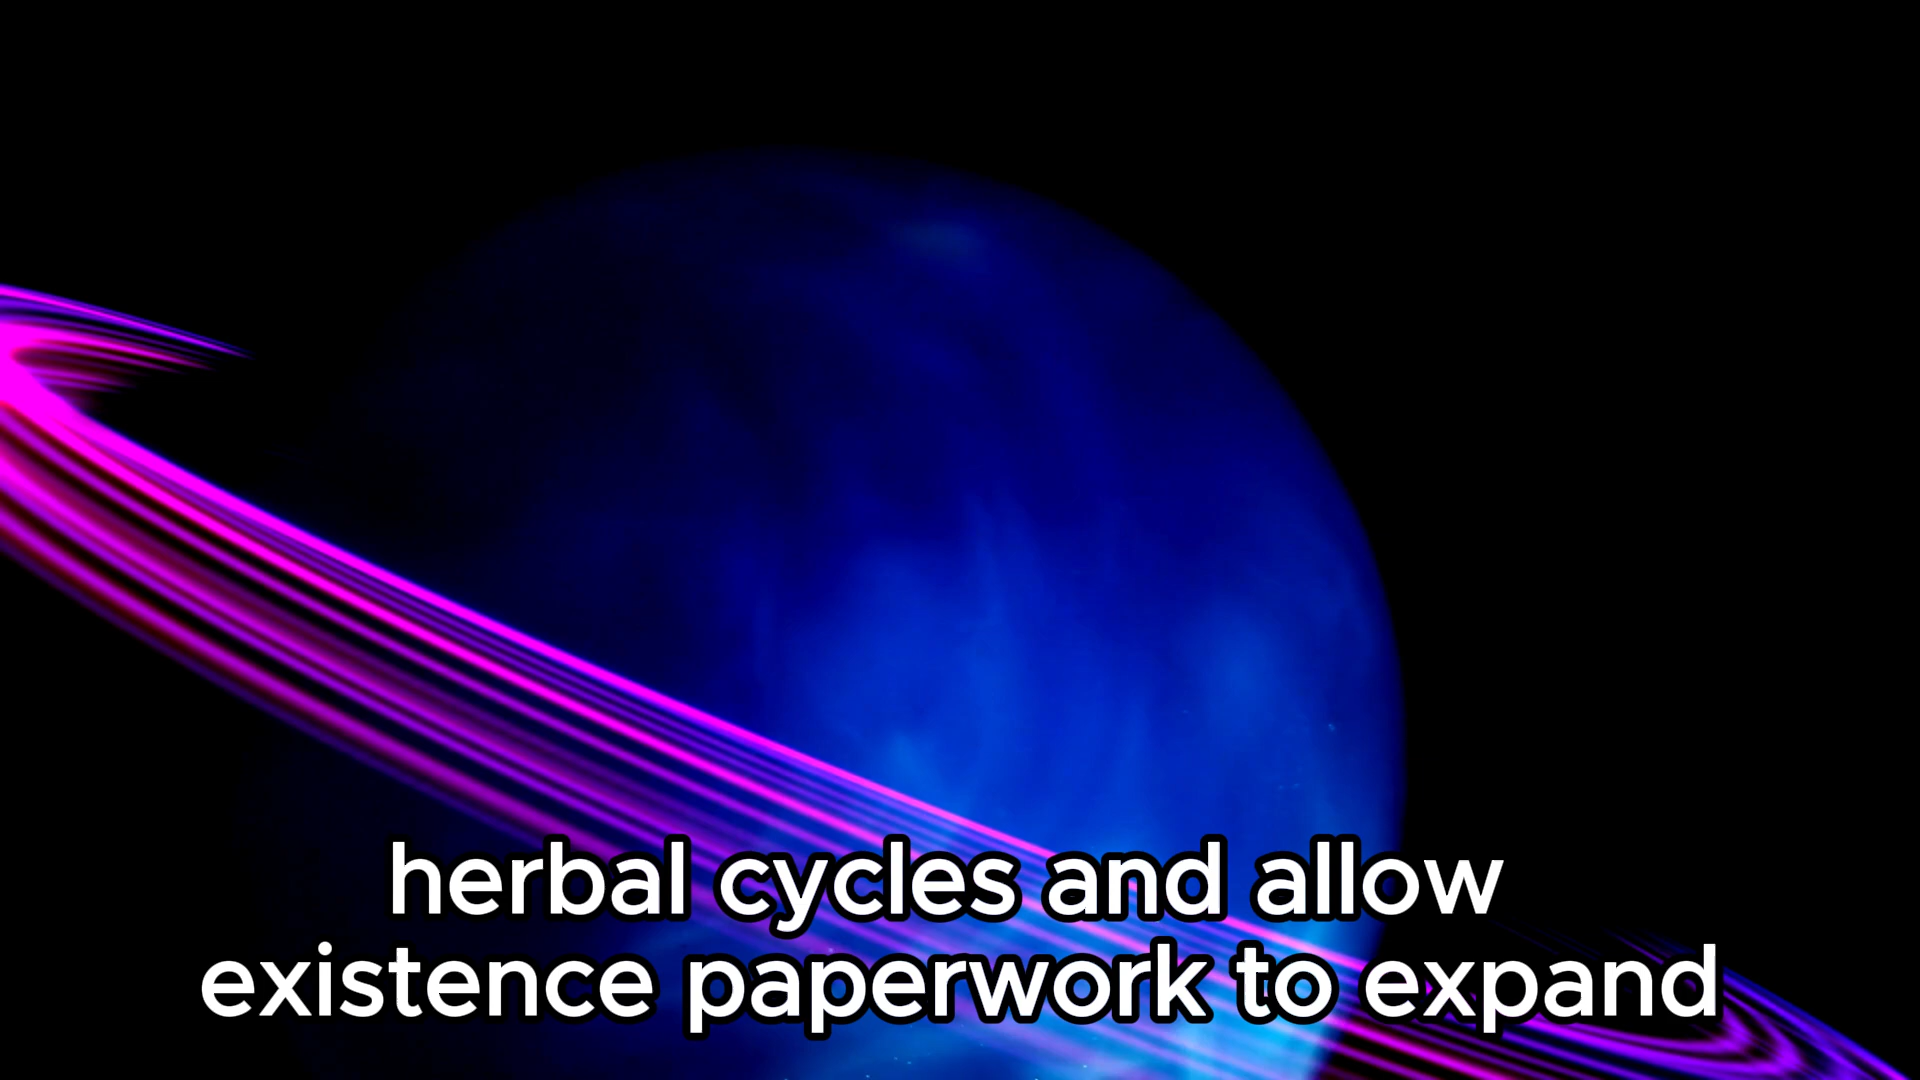 herbal cycles and allow
existence paperwork to expand